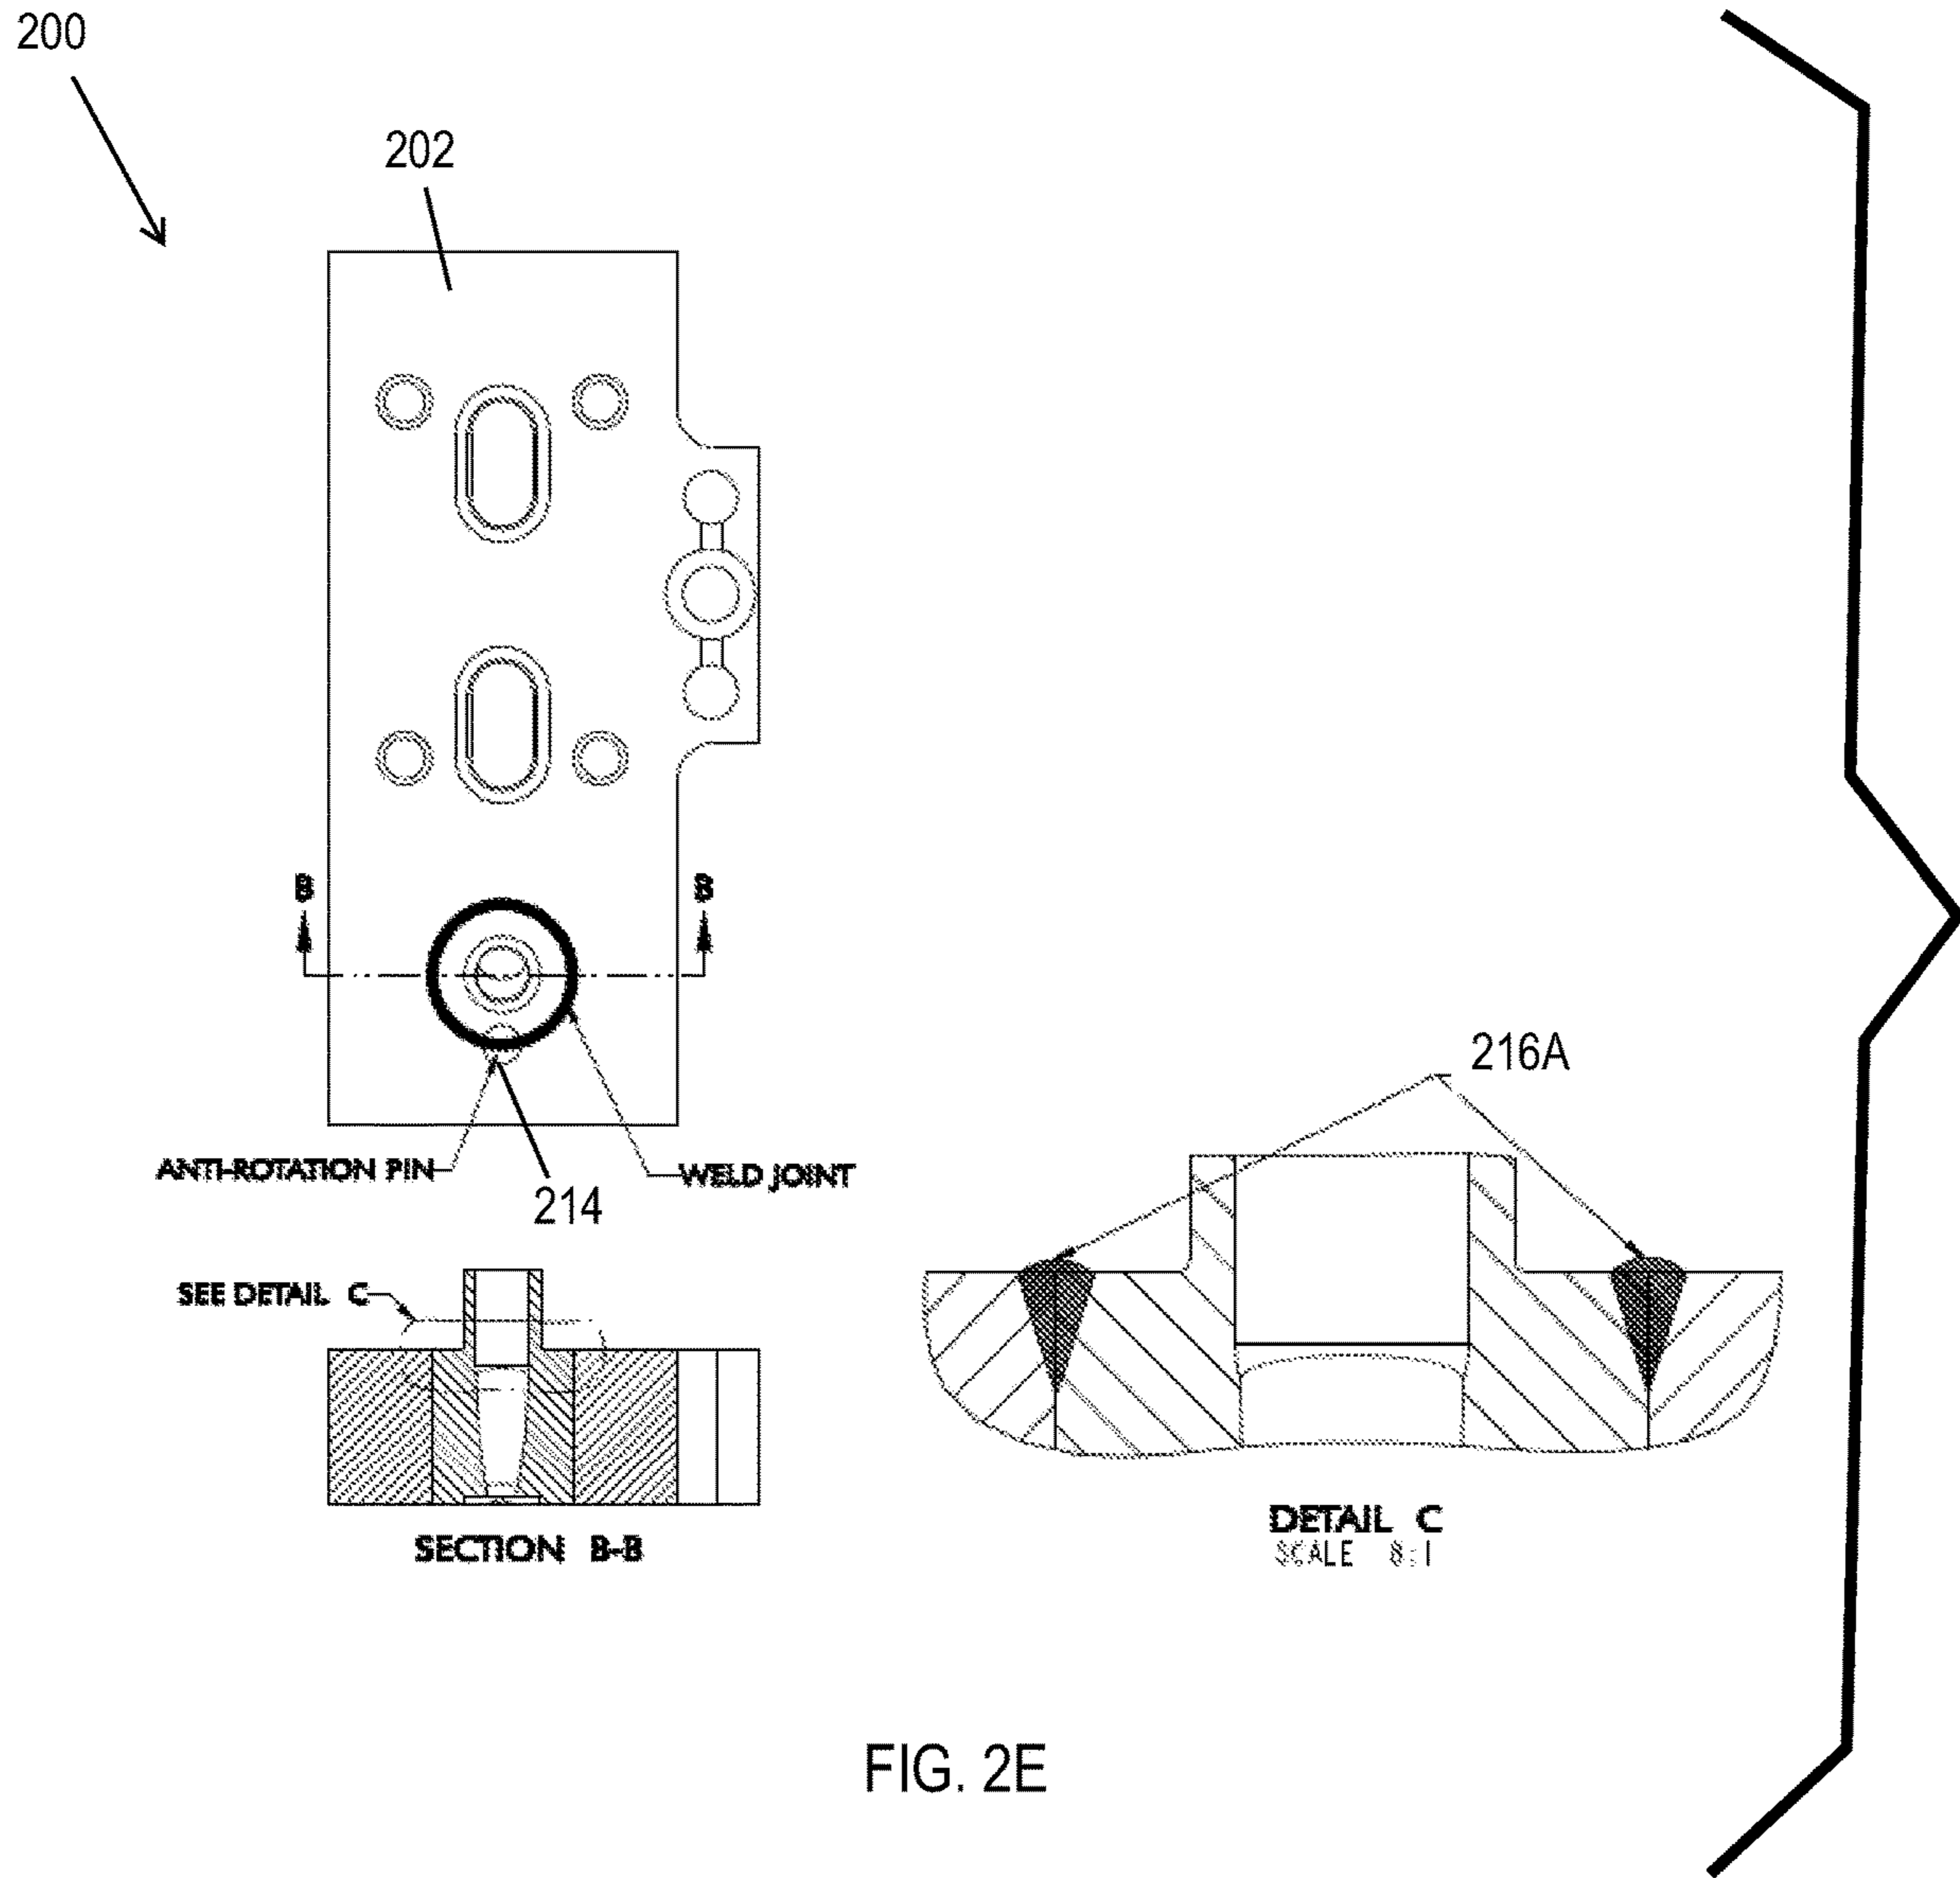 200
202
B B
216A
ANTI-ROTATION PIN
WELD JOINT
214
SEE DETAIL C
SECTION B-B
DETAIL C
SCALE 8:1
FIG. 2E